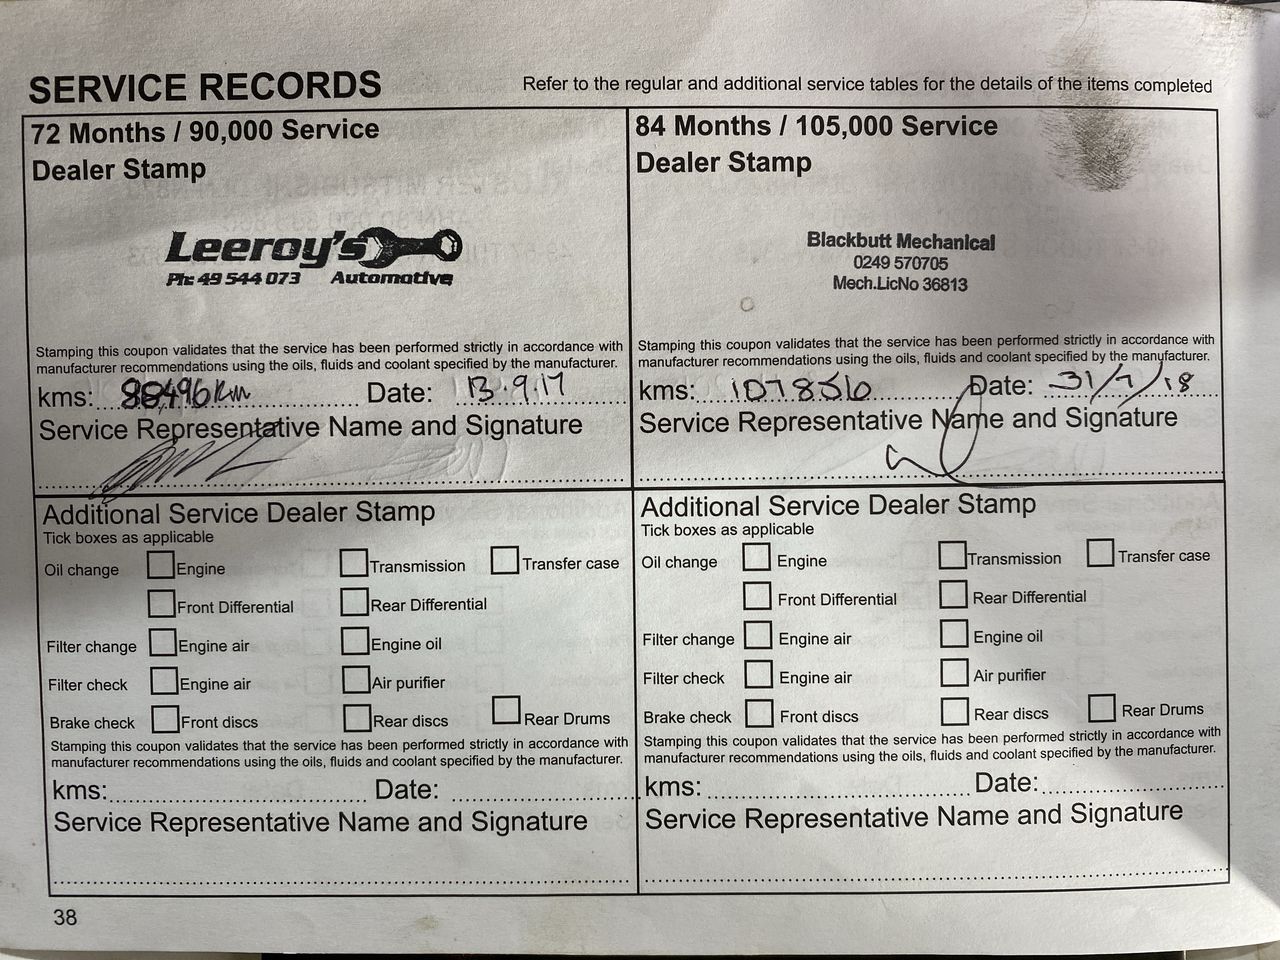 SERVICE RECORDS
Refer to the regular and additional service tables for the details of the items completed
72 Months / 90,000 Service
Dealer Stamp
Leeroy's
Ph: 49 544 073 Automotive
Stamping this coupon validates that the service has been performed strictly in accordance with
manufacturer recommendations using the oils, fluids and coolant specified by the manufacturer.
kms: 88,496km Date: 13.9.17
Service Representative Name and Signature
84 Months / 105,000 Service
Dealer Stamp
Blackbutt Mechanical
0249 570705
Mech.LicNo 36813
Stamping this coupon validates that the service has been performed strictly in accordance with
manufacturer recommendations using the oils, fluids and coolant specified by the manufacturer.
kms: Date: 31/7/18
Service Representative Name and Signature
Additional Service Dealer Stamp
Tick boxes as applicable
Oil change Engine Transmission Transfer case
Front Differential Rear Differential
Filter change Engine air Engine oil
Filter check Engine air Air purifier
Brake check Front discs Rear discs Rear Drums
Stamping this coupon validates that the service has been performed strictly in accordance with
manufacturer recommendations using the oils, fluids and coolant specified by the manufacturer.
kms: Date:
Service Representative Name and Signature
Additional Service Dealer Stamp
Tick boxes as applicable
Oil change Engine Transmission Transfer case
Front Differential Rear Differential
Filter change Engine air Engine oil
Filter check Engine air Air purifier
Brake check Front discs Rear discs Rear Drums
Stamping this coupon validates that the service has been performed strictly in accordance with
manufacturer recommendations using the oils, fluids and coolant specified by the manufacturer.
kms: Date:
Service Representative Name and Signature
38